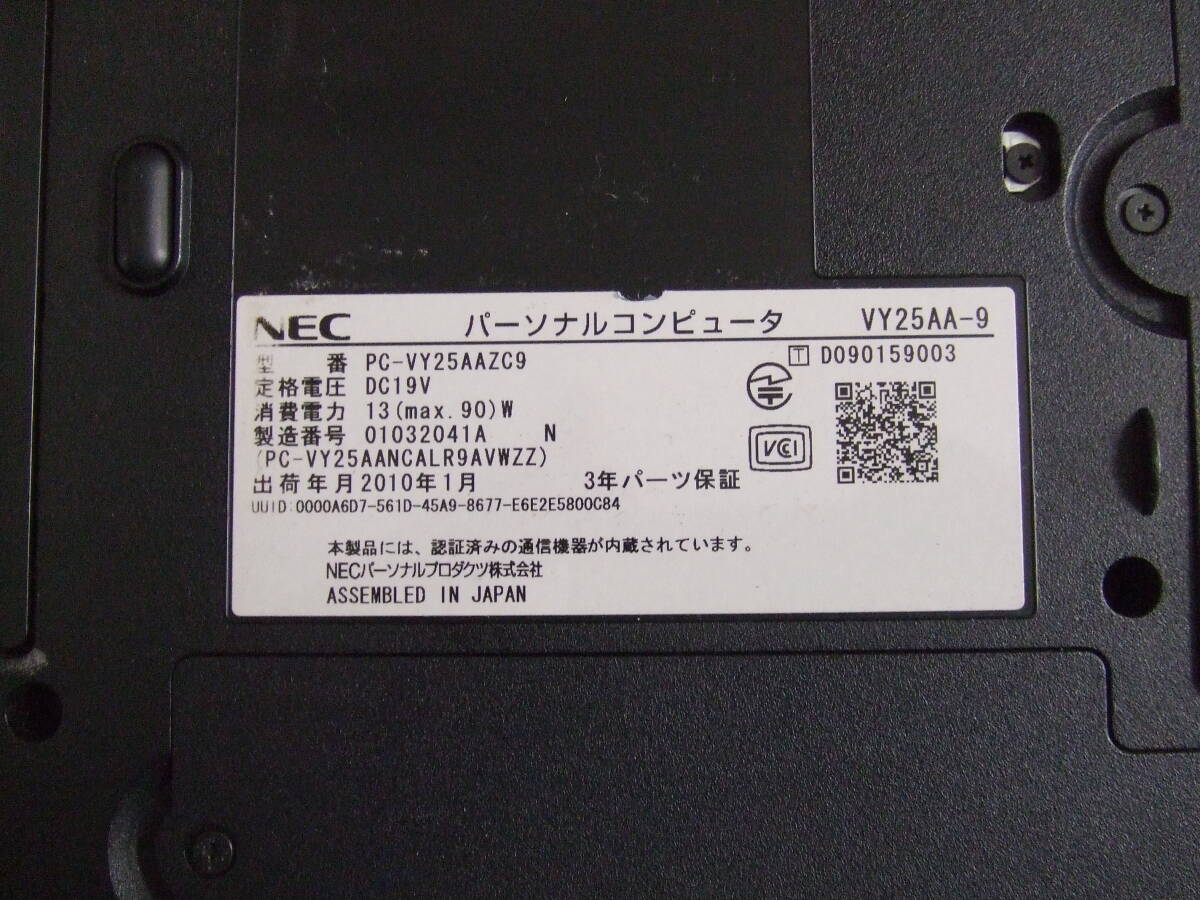 NEC パーソナルコンピュータ VY25AA-9
型 番 PC-VY25AAZC9
T D090159003
定格電圧 DC19V
消費電力 13(max.90)W
製造番号 01032041A N
(PC-VY25AANCALR9AVWZZ)
VCI
出荷年月2010年1月 3年パーツ保証
UUID:0000A6D7-561D-45A9-8677-E6E2E5800C84
本製品には、認証済みの通信機器が内蔵されています。
NECパーソナルプロダクツ株式会社
ASSEMBLED IN JAPAN